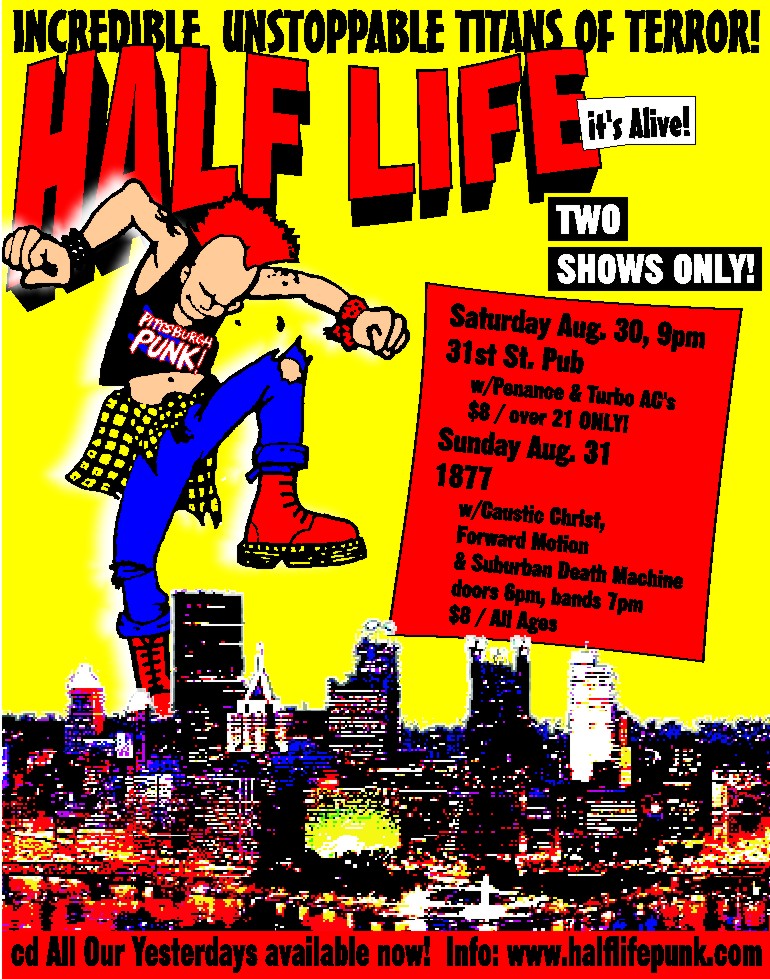 INCREDIBLE UNSTOPPABLE TITANS OF TERROR!
HALF LIFE
it's Alive!
TWO
SHOWS ONLY!
PITTSBURGH
PUNK!
Saturday Aug. 30, 9pm
31st St. Pub
w/Penance & Turbo AC's
$8 / over 21 ONLY!
Sunday Aug. 31
1877
w/Caustic Christ,
Forward Motion
& Suburban Death Machine
doors 6pm, bands 7pm
$8 / All Ages
cd All Our Yesterdays available now! Info: www.halflifepunk.com